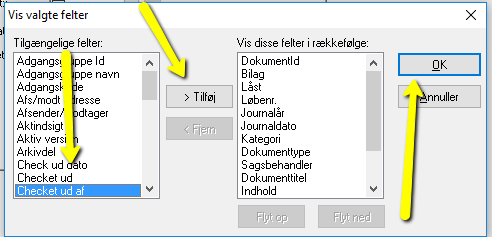 Vis valgte felter
Tilgængelige felter:
Adgangsgruppe Id
Adgangsgruppe navn
Adgangskode
Afs/modt adresse
Afsender/modtager
Aktindsigt
Aktiv version
Arkivdel
Check ud dato
Checket ud
Checket ud af
> Tilføj
< Fjern
Vis disse felter i rækkefølge:
DokumentId
Bilag
Låst
Løbenr.
Journalår
Journaldato
Kategori
Dokumenttype
Sagsbehandler
Dokumenttitel
Indhold
Flyt op
Flyt ned
OK
Annuller